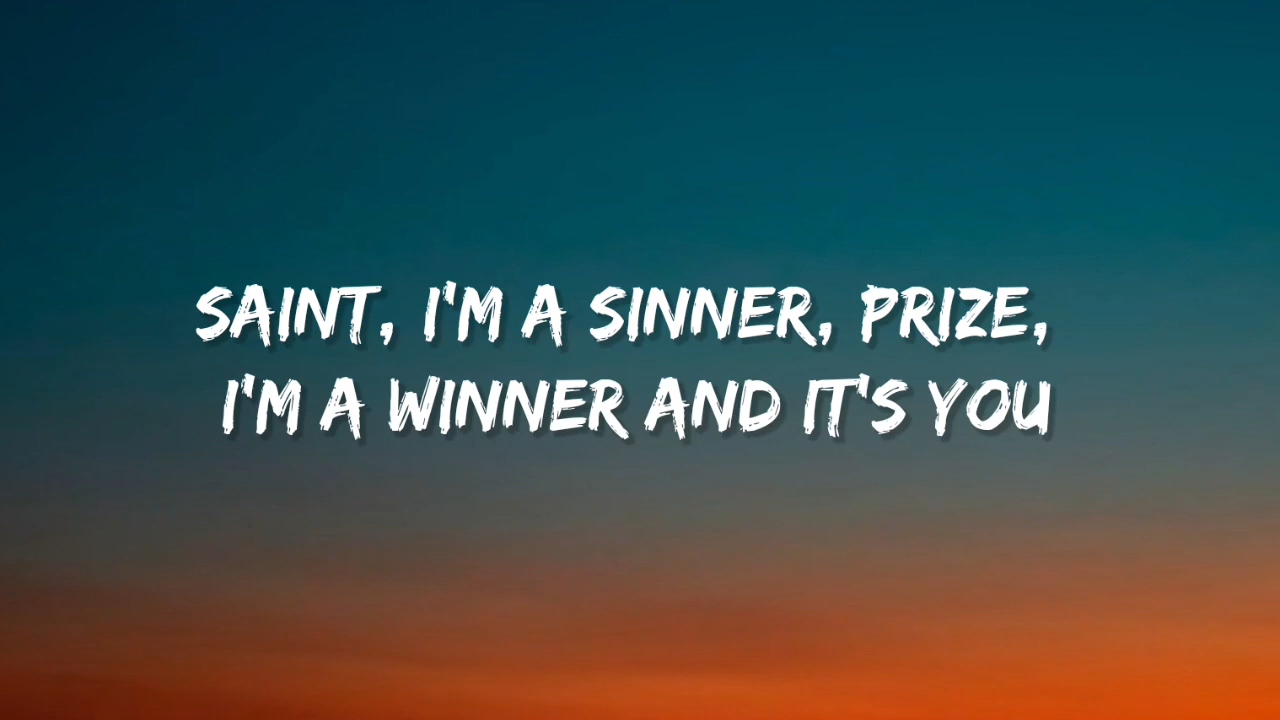 SAINT, I'M A SINNER, PRIZE,
I'M A WINNER AND IT'S YOU